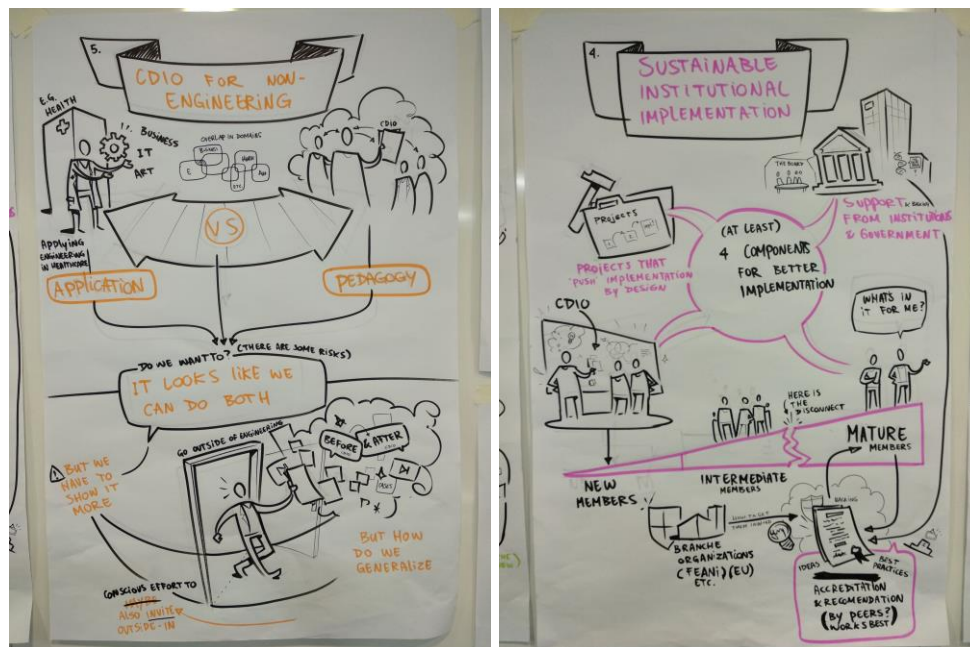 5.
CDIO FOR NON-
ENGINEERING
E.G.
HEALTH
BUSINESS
IT
ART
OVERLAP IN DOMAINS
CDIO
VS
APPLYING
ENGINEERING
IN HEALTHCARE
APPLICATION
PEDAGOGY
DO WE WANT TO? (THERE ARE SOME RISKS)
IT LOOKS LIKE WE
CAN DO BOTH
GO OUTSIDE OF ENGINEERING
BEFORE & AFTER
BUT WE
HAVE TO
SHOW IT
MORE
BUT HOW
DO WE
GENERALIZE
CONSCIOUS EFFORT TO
ALSO INVITE
OUTSIDE-IN
4.
SUSTAINABLE
INSTITUTIONAL
IMPLEMENTATION
THE BOARD
PROJECTS
SUPPORT
FROM INSTITUTIONS
& GOVERNMENT
PROJECTS THAT
"PUSH" IMPLEMENTATION
BY DESIGN
(AT LEAST)
4 COMPONENTS
FOR BETTER
IMPLEMENTATION
WHATS IN
IT FOR ME?
CDIO
HERE IS
THE
DISCONNECT
MATURE
MEMBERS
NEW
MEMBERS
INTERMEDIATE
MEMBERS
HOW TO GET
THEM INVOLVED
BRANCHE
ORGANIZATIONS
(FEANI) (EU)
ETC.
IDEAS
BEST
PRACTICES
ACCREDITATION
& RECOMENDATION
(BY PEERS?)
WORKS BEST